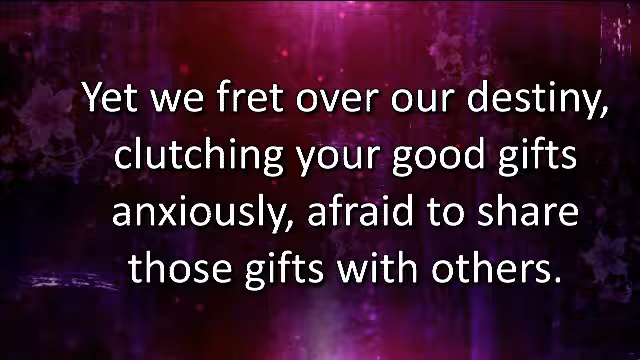 Yet we fret over our destiny,
clutching your good gifts
anxiously, afraid to share
those gifts with others.